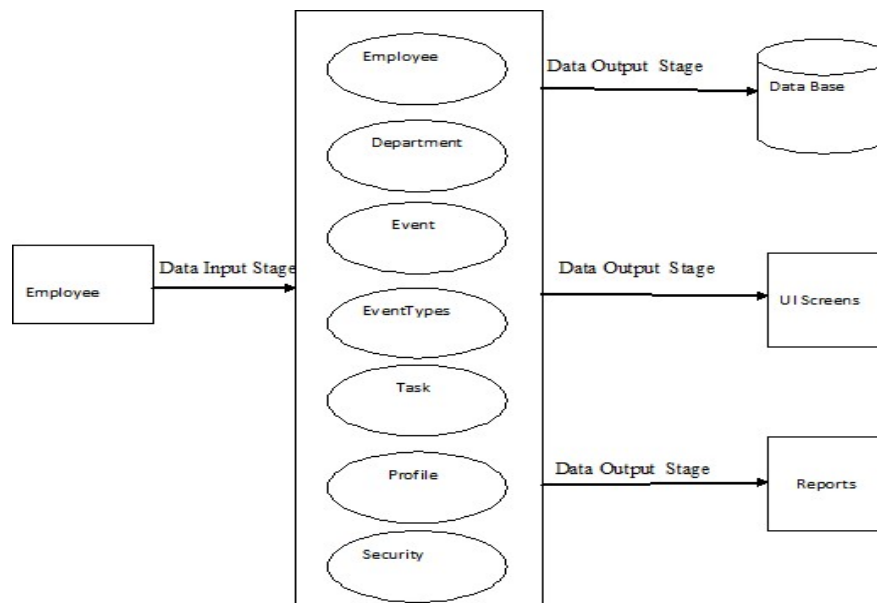 Employee
Data Input Stage
Employee
Department
Event
EventTypes
Task
Profile
Security
Data Output Stage
Data Base
Data Output Stage
UI Screens
Data Output Stage
Reports